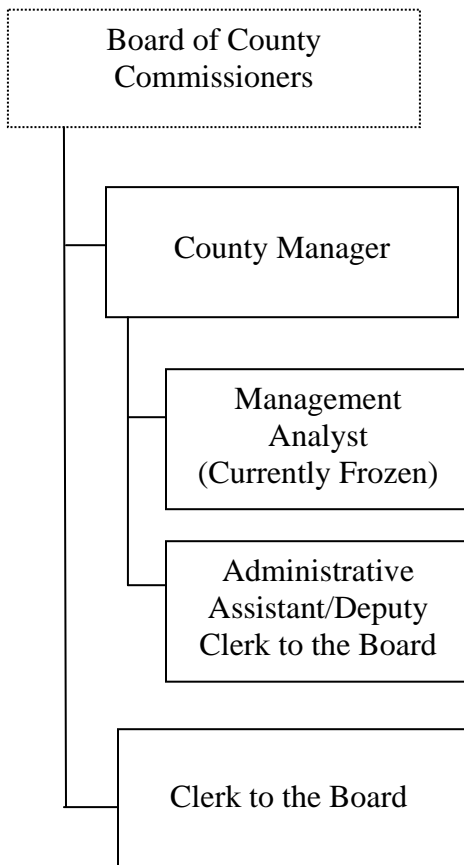 Board of County
Commissioners
County Manager
Management
Analyst
(Currently Frozen)
Administrative
Assistant/Deputy
Clerk to the Board
Clerk to the Board